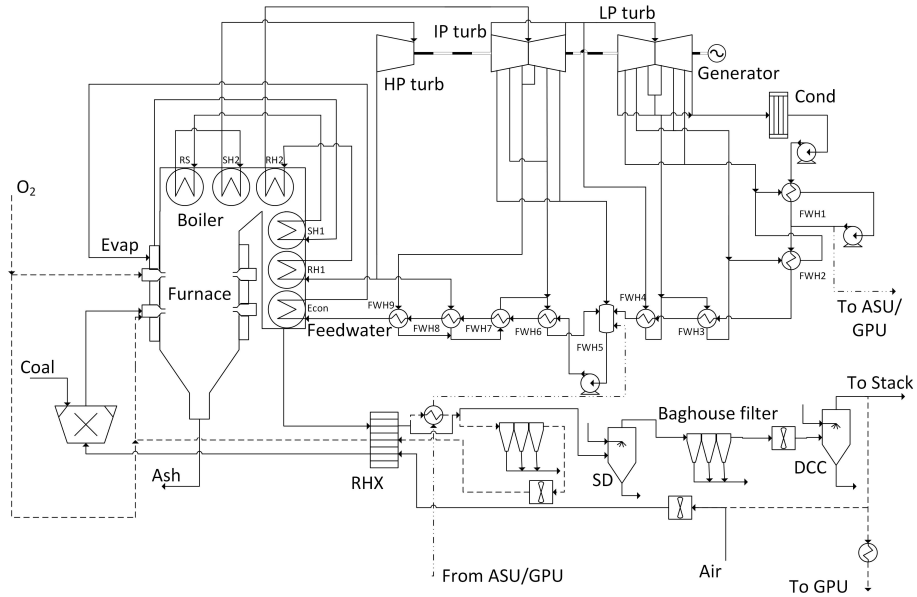 LP turb
IP turb
HP turb
Generator
Cond
RS
SH2
RH2
O2
Boiler
FWH1
SH1
Evap
FWH2
RH1
Furnace
To ASU/
GPU
Econ
Feedwater
FWH9
FWH8
FWH7
FWH6
FWH5
FWH4
FWH3
Coal
To Stack
Baghouse filter
Ash
RHX
SD
DCC
From ASU/GPU
Air
To GPU